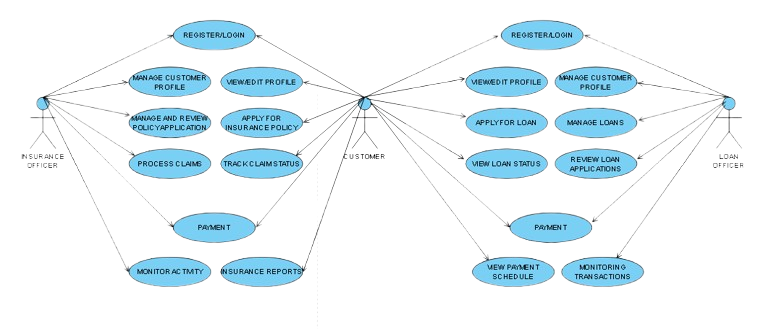 REGISTER/LOGIN
REGISTER/LOGIN
MANAGE CUSTOMER
PROFILE
VIEW/EDIT PROFILE
VIEW/EDIT PROFILE
MANAGE CUSTOMER
PROFILE
MANAGE AND REVIEW
POLICY APPLICATION
APPLY FOR
INSURANCE POLICY
APPLY FOR LOAN
MANAGE LOANS
INSURANCE
OFFICER
PROCESS CLAIMS
TRACK CLAIM STATUS
CUSTOMER
VIEW LOAN STATUS
REVIEW LOAN
APPLICATIONS
LOAN
OFFICER
PAYMENT
PAYMENT
MONITOR ACTIVITY
INSURANCE REPORTS
VIEW PAYMENT
SCHEDULE
MONITORING
TRANSACTIONS